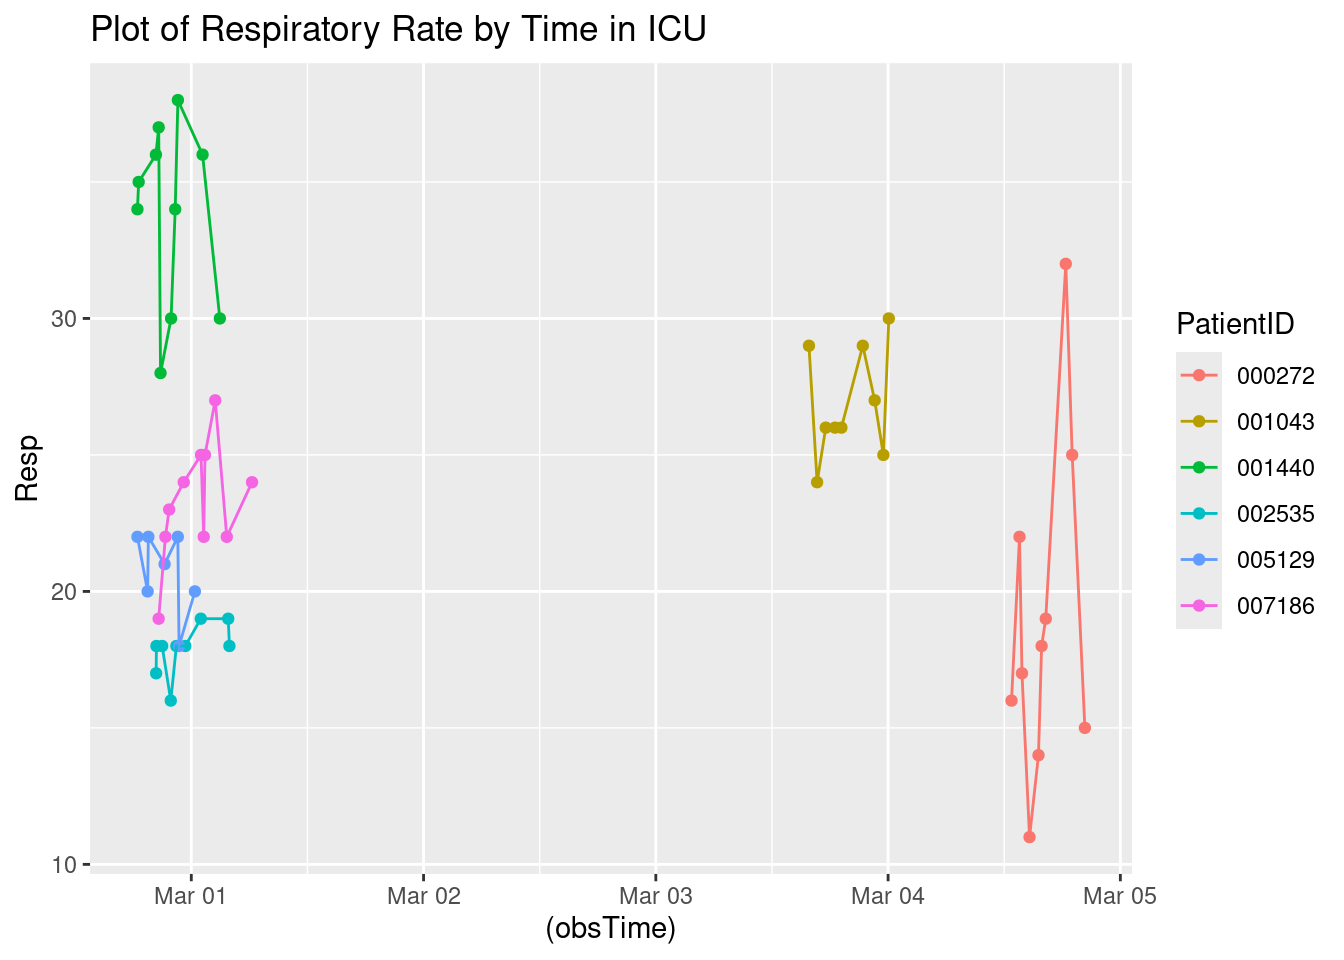 Plot of Respiratory Rate by Time in ICU
Resp
30
20
10
Mar 01
Mar 02
Mar 03
Mar 04
Mar 05
(obsTime)
PatientID
000272
001043
001440
002535
005129
007186